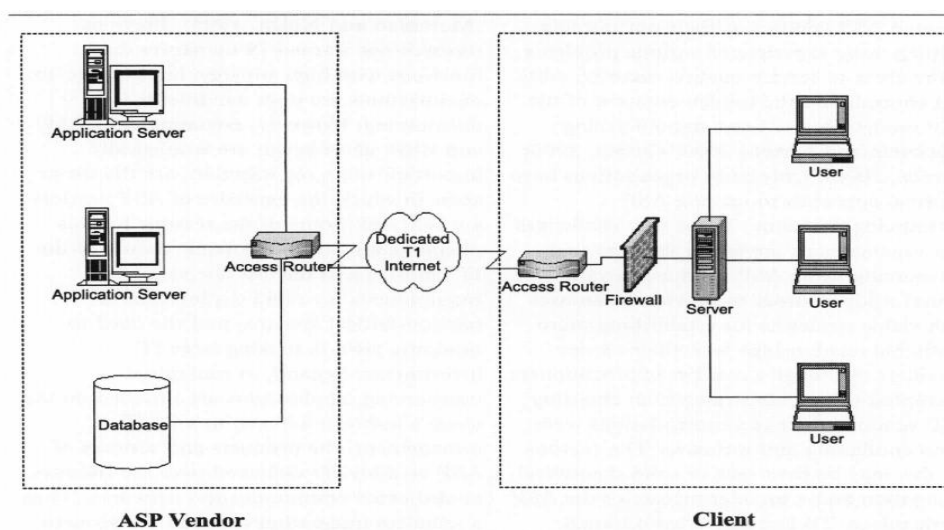 Application Server
Application Server
Database
Access Router
Dedicated
T1
Internet
Access Router
Firewall
Server
User
User
User
ASP Vendor
Client